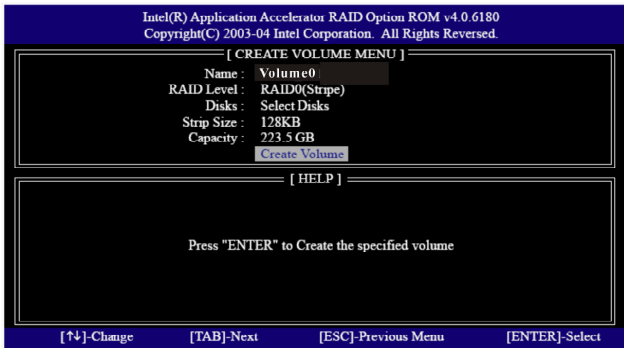 Intel(R) Application Accelerator RAID Option ROM v4.0.6180
Copyright(C) 2003-04 Intel Corporation. All Rights Reversed.
[ CREATE VOLUME MENU ]
Name : Volume0
RAID Level : RAID0(Stripe)
Disks : Select Disks
Strip Size : 128KB
Capacity : 223.5 GB
Create Volume
[ HELP ]
Press "ENTER" to Create the specified volume
[↑↓]-Change [TAB]-Next [ESC]-Previous Menu [ENTER]-Select